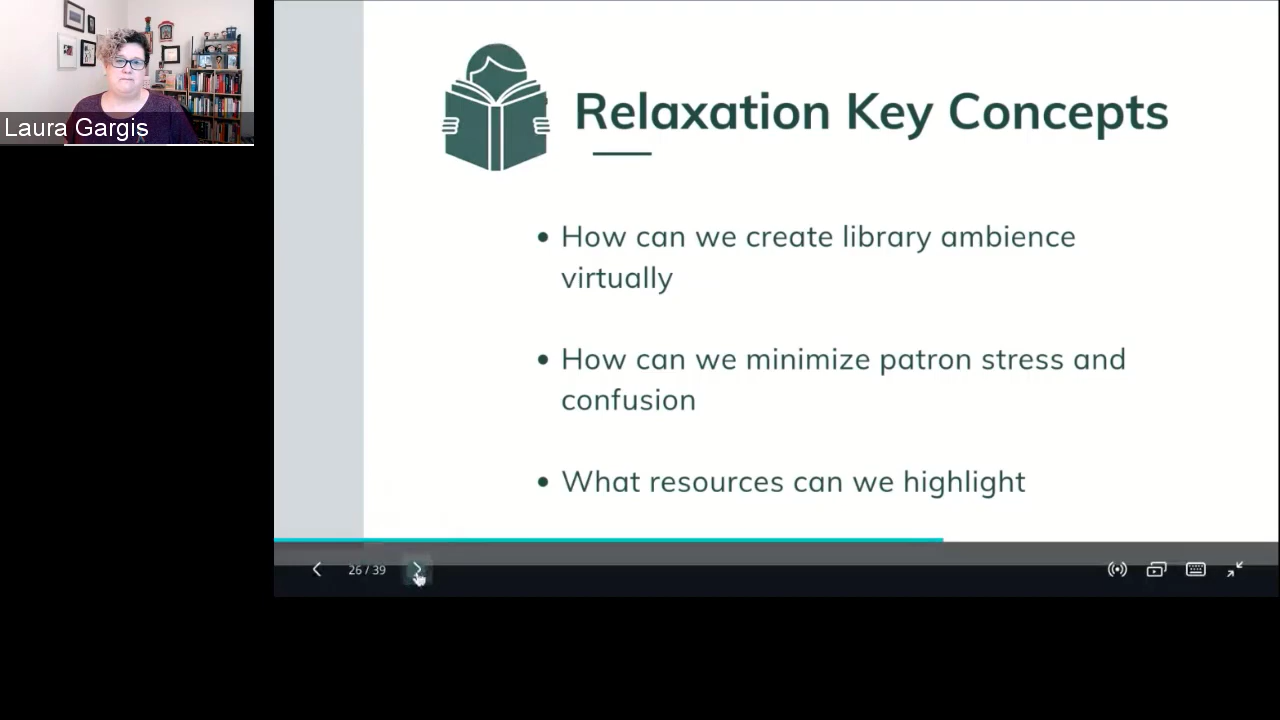 Laura Gargis
Relaxation Key Concepts
• How can we create library ambience
virtually
• How can we minimize patron stress and
confusion
• What resources can we highlight
26 / 39